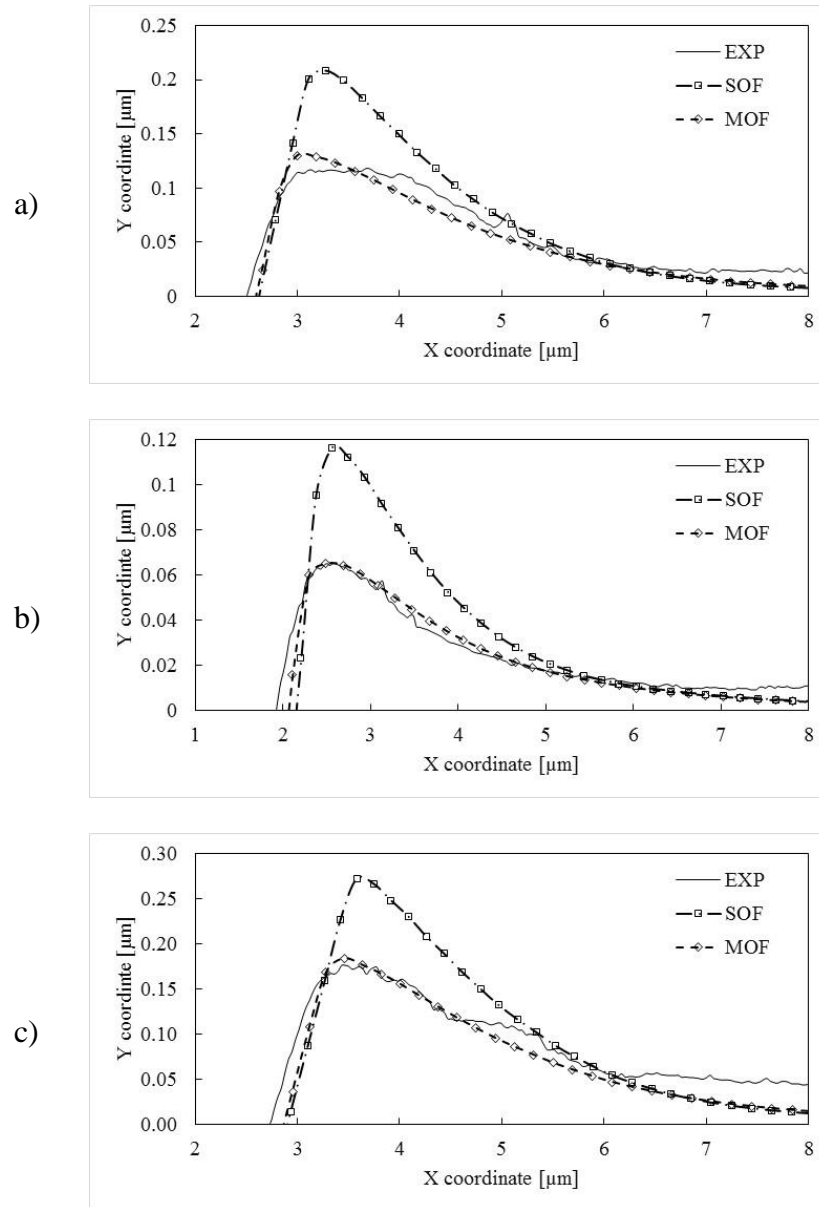 a)
Y coordinte [µm]
0.25
0.2
0.15
0.1
0.05
0
2 3 4 5 6 7 8
X coordinate [µm]
EXP
SOF
MOF
b)
Y coordinte [µm]
0.12
0.1
0.08
0.06
0.04
0.02
0
1 2 3 4 5 6 7 8
X coordinate [µm]
EXP
SOF
MOF
c)
Y coordinte [µm]
0.30
0.25
0.20
0.15
0.10
0.05
0.00
2 3 4 5 6 7 8
X coordinate [µm]
EXP
SOF
MOF